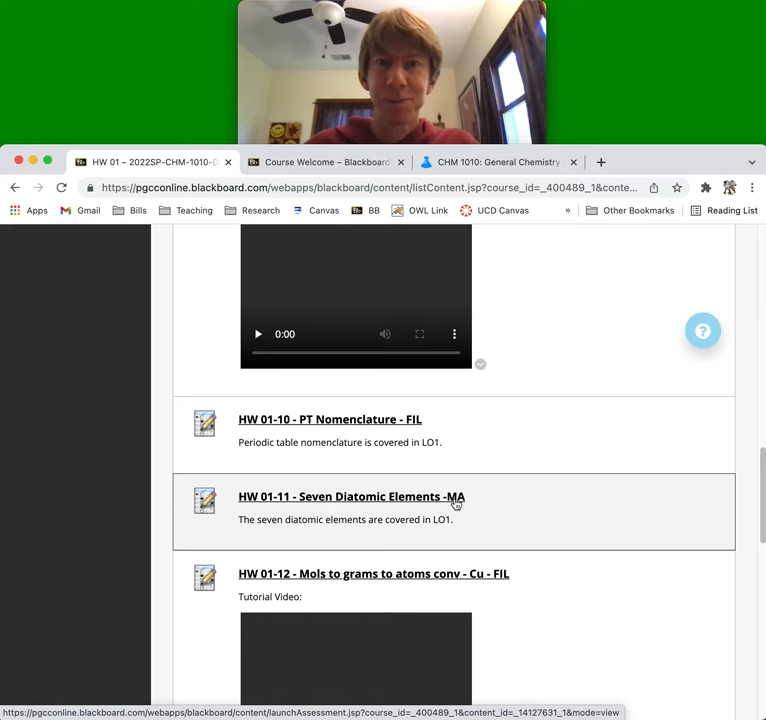 HW 01 – 2022SP-CHM-1010-D
Course Welcome – Blackboard
CHM 1010: General Chemistry
https://pgcconline.blackboard.com/webapps/blackboard/content/listContent.jsp?course_id=_400489_1&conte...
Apps Gmail Bills Teaching Research Canvas BB OWL Link UCD Canvas » Other Bookmarks Reading List
0:00
?
HW 01-10 - PT Nomenclature - FIL
Periodic table nomenclature is covered in LO1.
HW 01-11 - Seven Diatomic Elements -MA
The seven diatomic elements are covered in LO1.
HW 01-12 - Mols to grams to atoms conv - Cu - FIL
Tutorial Video:
https://pgcconline.blackboard.com/webapps/blackboard/content/launchAssessment.jsp?course_id=_400489_1&content_id=_14127631_1&mode=view